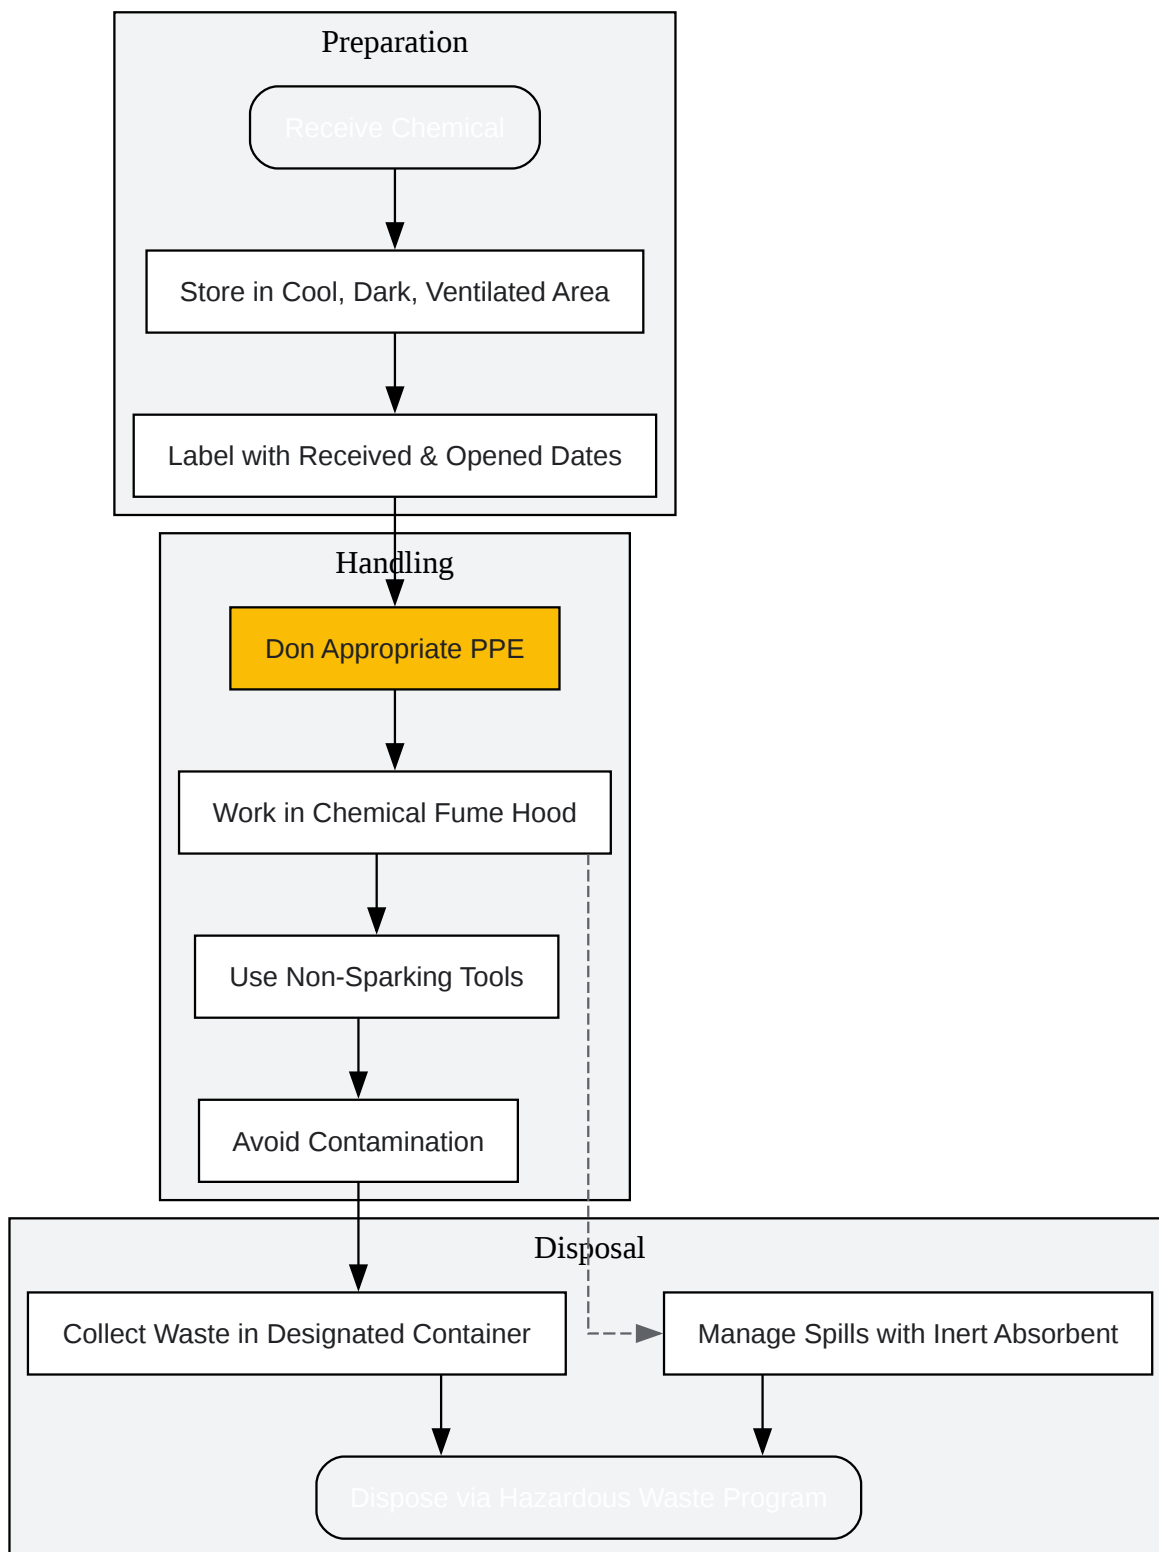 Preparation
Receive Chemical
Store in Cool, Dark, Ventilated Area
Label with Received & Opened Dates
Handling
Don Appropriate PPE
Work in Chemical Fume Hood
Use Non-Sparking Tools
Avoid Contamination
Disposal
Collect Waste in Designated Container
Manage Spills with Inert Absorbent
Dispose via Hazardous Waste Program